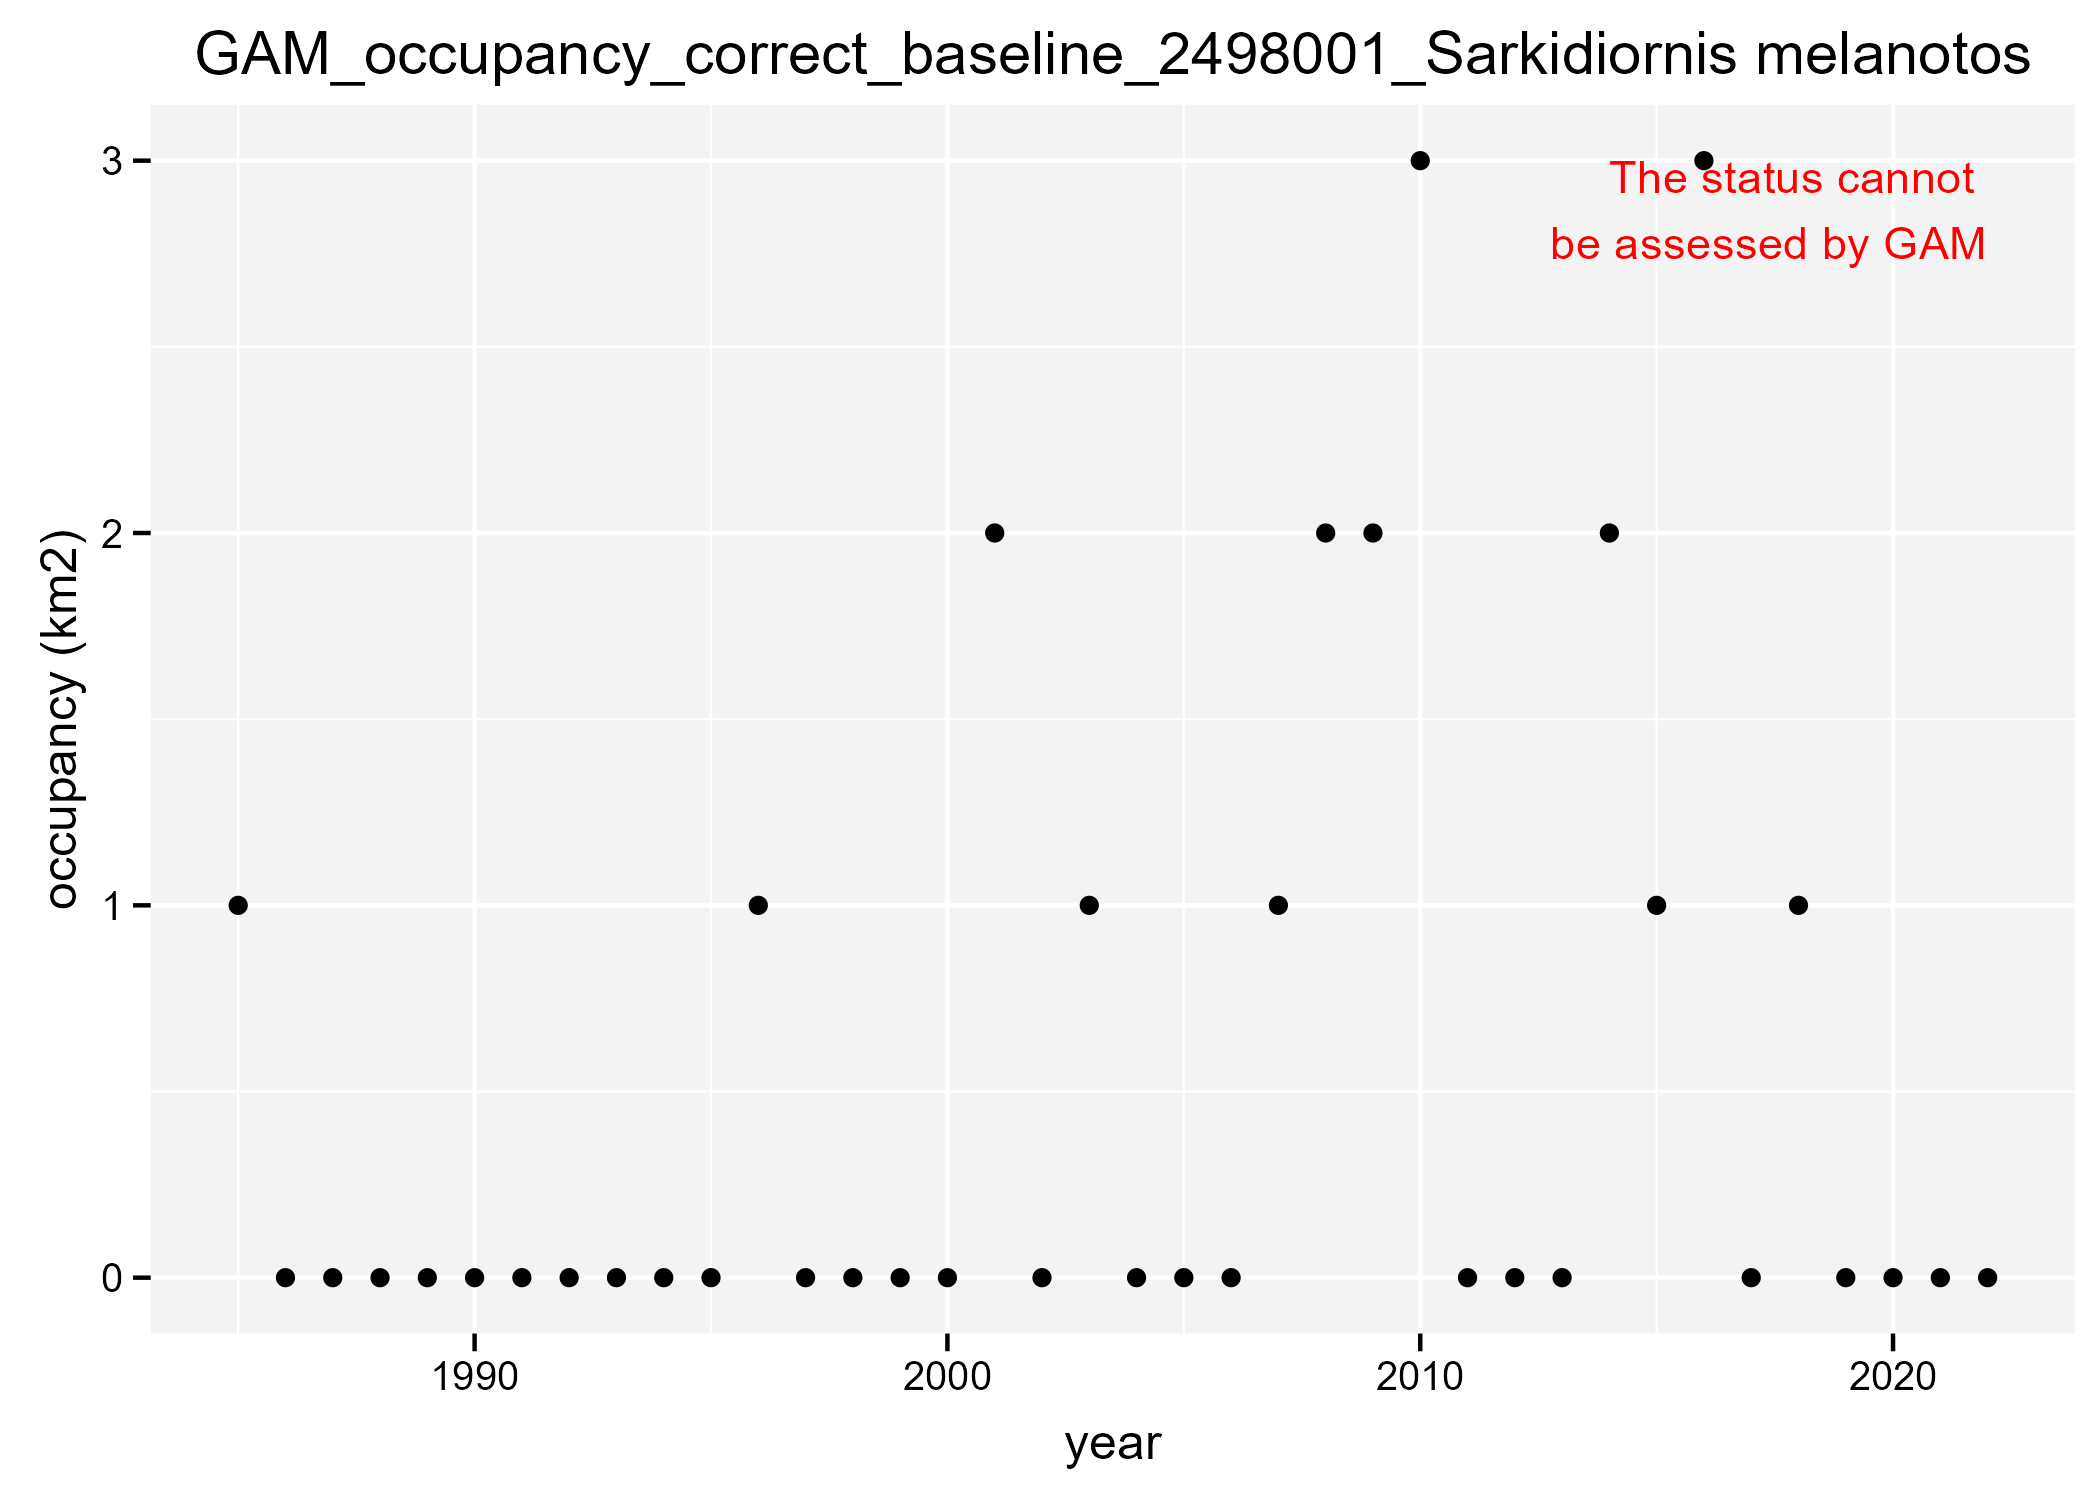 GAM_occupancy_correct_baseline_2498001_Sarkidiornis melanotos
3
The status cannot
be assessed by GAM
2
occupancy (km2)
1
0
1990 2000 2010 2020
year